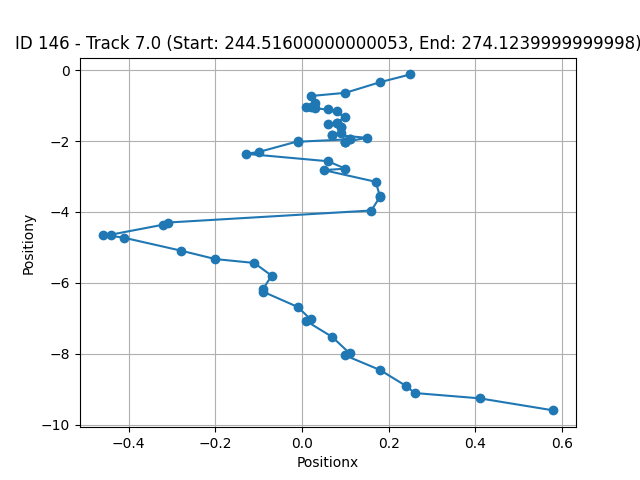 ID 146 - Track 7.0 (Start: 244.51600000000053, End: 274.1239999999998)
0
−2
−4
−6
−8
−10
Positiony
−0.4 −0.2 0.0 0.2 0.4 0.6
Positionx